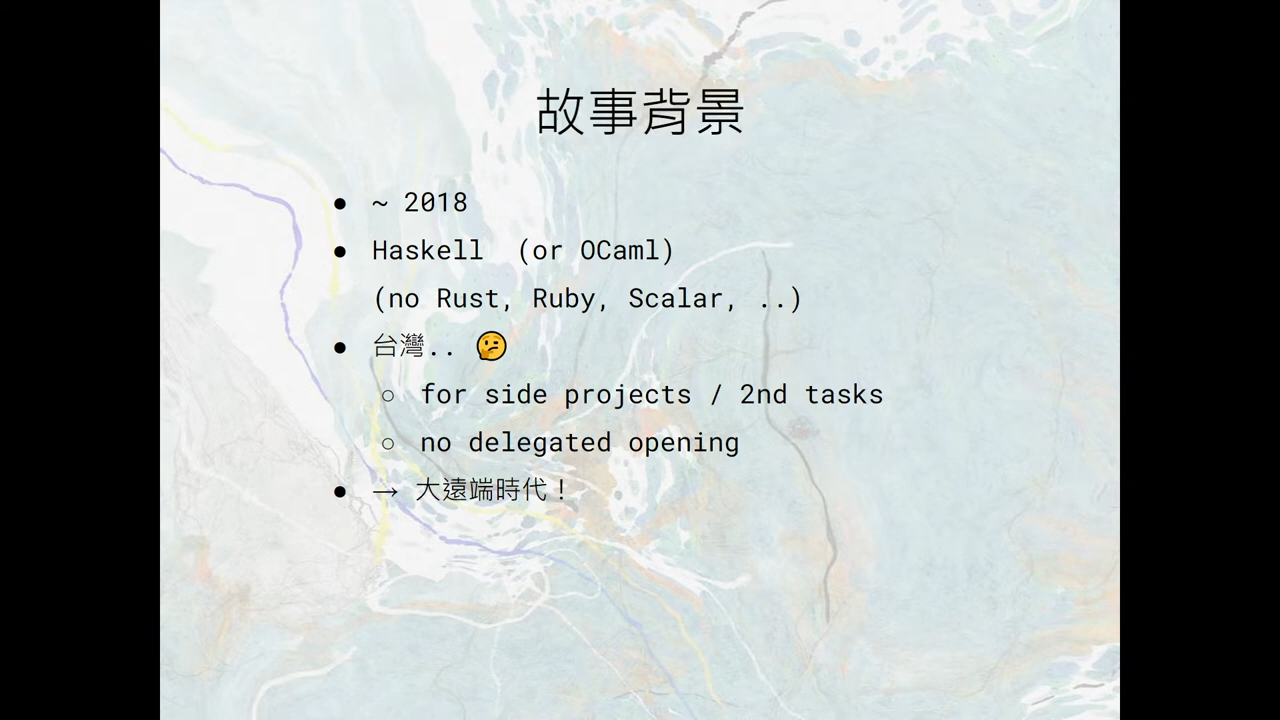 故事背景
● ~ 2018
● Haskell  (or OCaml)
(no Rust, Ruby, Scalar, ..)
● 台灣.. 🤔
○ for side projects / 2nd tasks
○ no delegated opening
● → 大遠端時代！